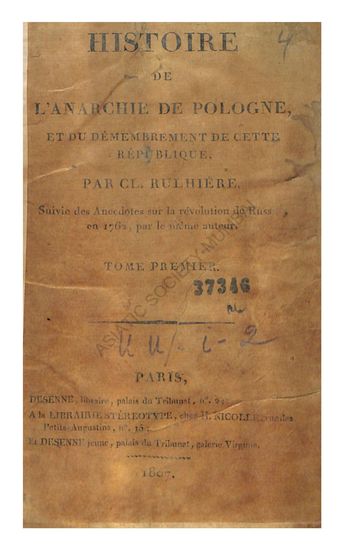 4
HISTOIRE
DE
L'ANARCHIE DE POLOGNE,
ET DU DÉMEMBREMENT DE CETTE
RÉPUBLIQUE.
PAR CL. RULHIÈRE.
Suivie des Anecdotes sur la révolution de Russ
en 1762, par le même auteur.
TOME PREMIER.
37346
ASIATIC SOCIETY MUMBAI
PARIS,
DESENNE, libraire, palais du Tribunat, n°. 2
A la LIBRAIRIE STÉRÉOTYPE, chez H. NICOLLE, rue des
Petits-Augustins, n°. 15
Et DESENNE jeune, palais du Tribunat, galerie Virginie.
1807.